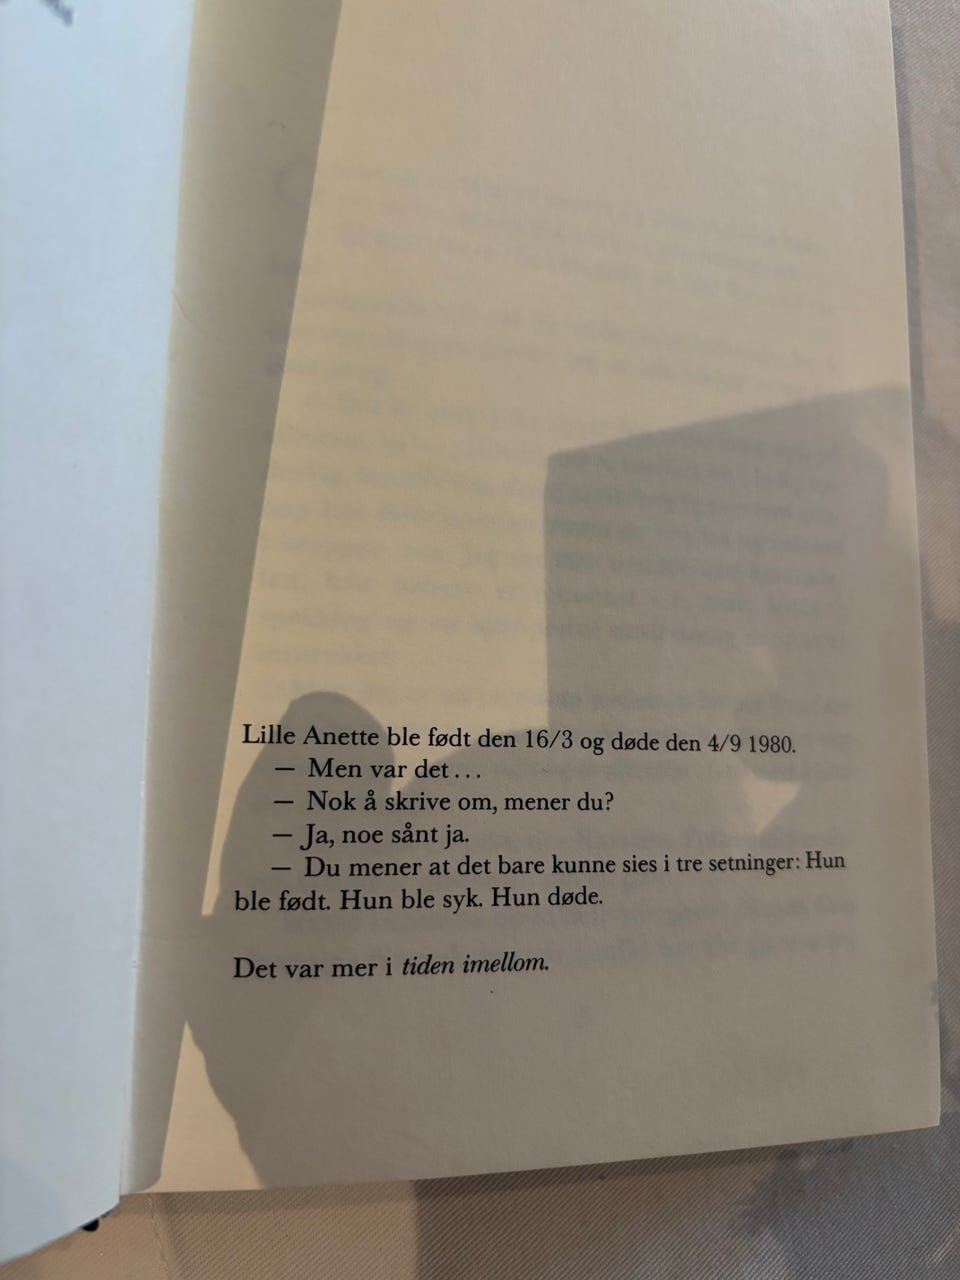 Lille Anette ble født den 16/3 og døde den 4/9 1980.
— Men var det...
— Nok å skrive om, mener du?
— Ja, noe sånt ja.
— Du mener at det bare kunne sies i tre setninger: Hun
ble født. Hun ble syk. Hun døde.
Det var mer i tiden imellom.